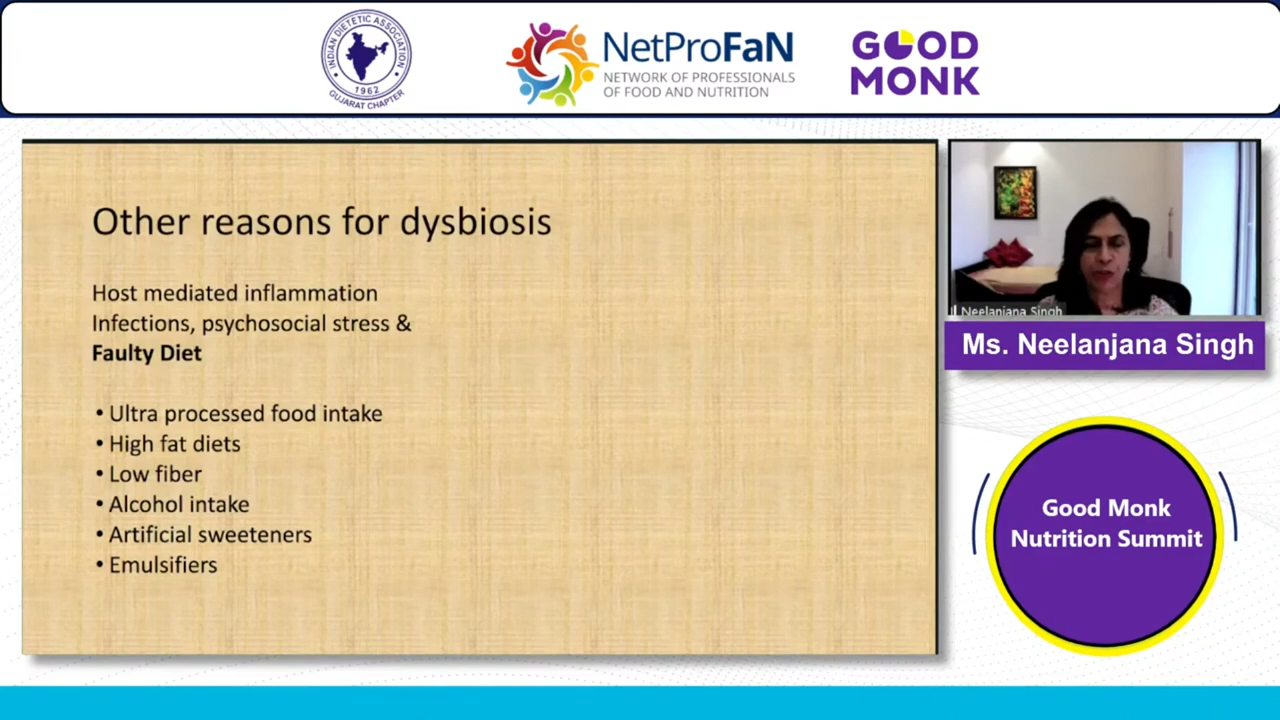 INDIAN DIETETIC ASSOCIATION
1962
GUJARAT CHAPTER
NetProFaN
NETWORK OF PROFESSIONALS
OF FOOD AND NUTRITION
GOOD
MONK
Other reasons for dysbiosis
Host mediated inflammation
Infections, psychosocial stress &
Faulty Diet
• Ultra processed food intake
• High fat diets
• Low fiber
• Alcohol intake
• Artificial sweeteners
• Emulsifiers
Neelanjana Singh
Ms. Neelanjana Singh
Good Monk
Nutrition Summit